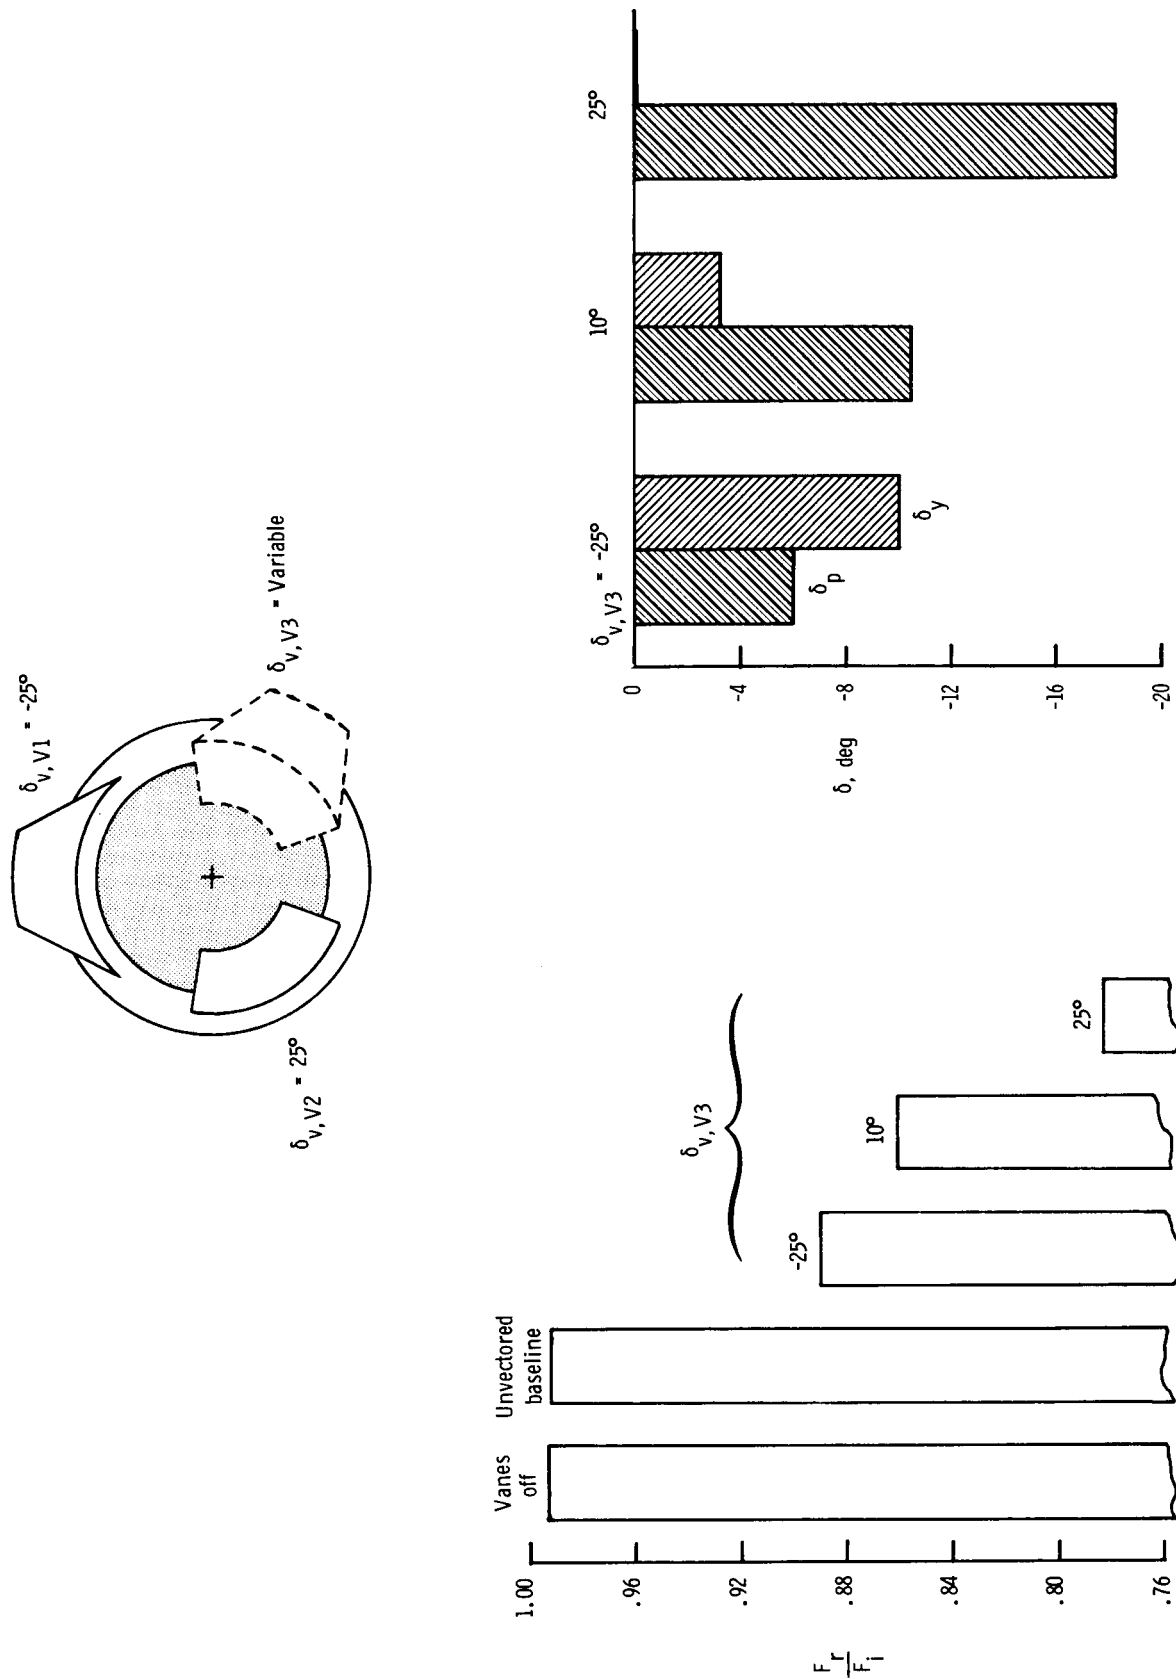 δv,V1 = -25°
δv,V2 = 25°
δv,V3 = Variable
Vanes
off
Unvectored
baseline
δv,V3
-25°
10°
25°
1.00
.96
.92
.88
.84
.80
.76
Fr
Fi
δv,V3 = -25°
10°
25°
0
-4
-8
-12
-16
-20
δ, deg
δp
δy